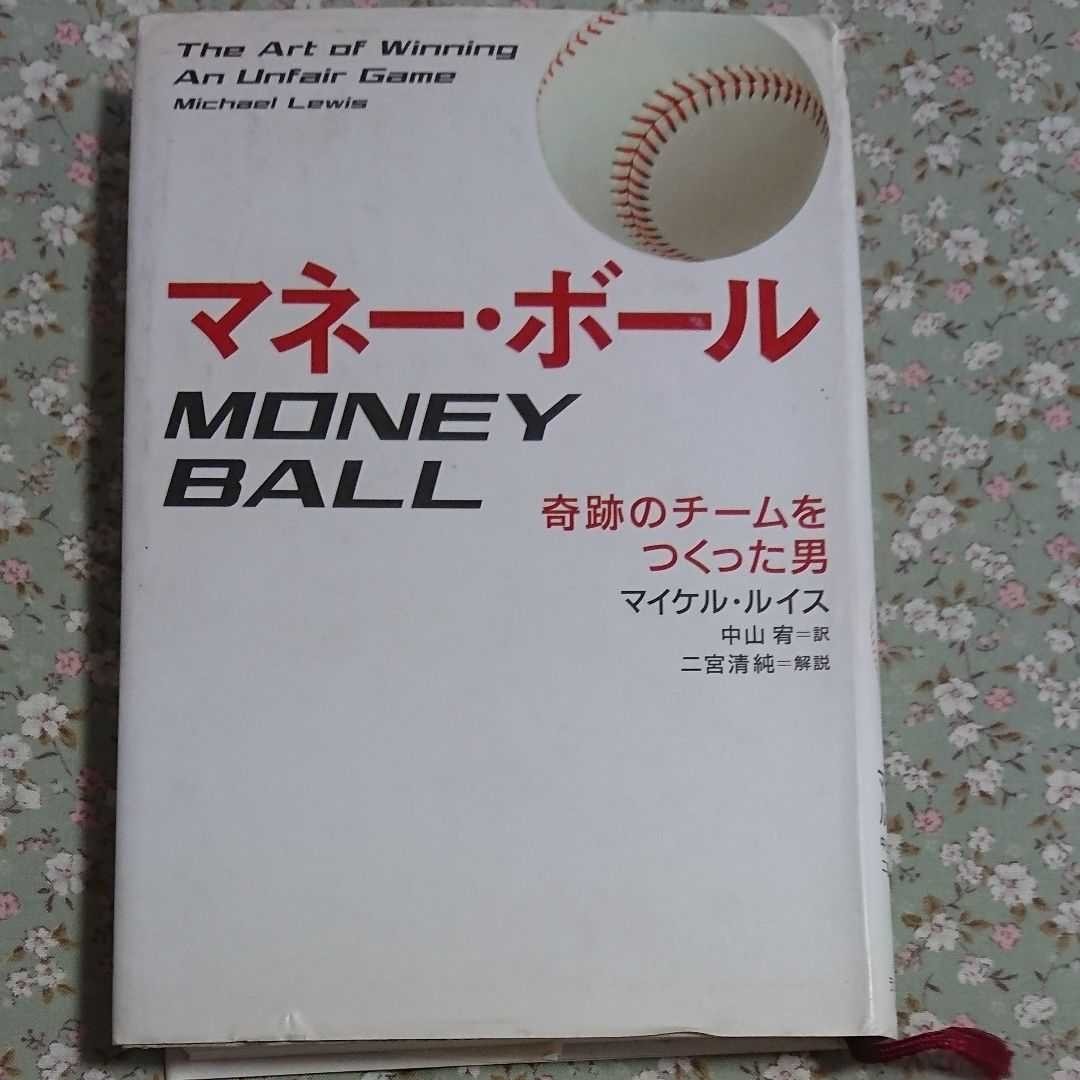 The Art of Winning
An Unfair Game
Michael Lewis
マネー・ボール
MONEY
BALL
奇跡のチームを
つくった男
マイケル・ルイス
中山 宥＝訳
二宮清純＝解説